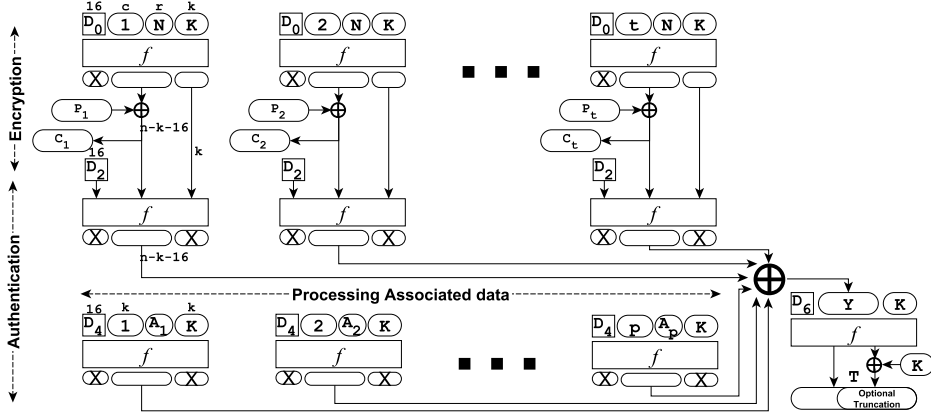 16 c r k
D0 1 N K D0 2 N K D0 t N K
f f f
X X X
P1 P2 Pt
n-k-16
C1 C2 Ct
16 k
D2 D2 D2
f f f
X X X X X X
n-k-16
Encryption
Authentication
Processing Associated data
16 k k
D4 1 A1 K D4 2 A2 K D4 p Ap K
f f f
X X X X X X
D6 Y K
f
K
T
Optional
Truncation